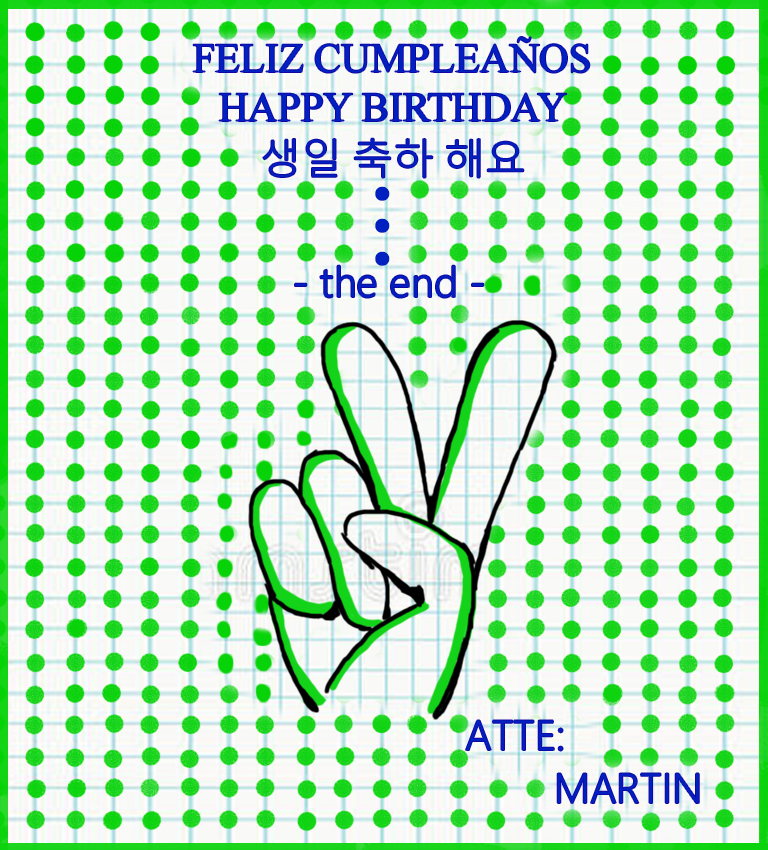 FELIZ CUMPLEAÑOS
HAPPY BIRTHDAY
생일 축하 해요
- the end -
ATTE:
MARTIN